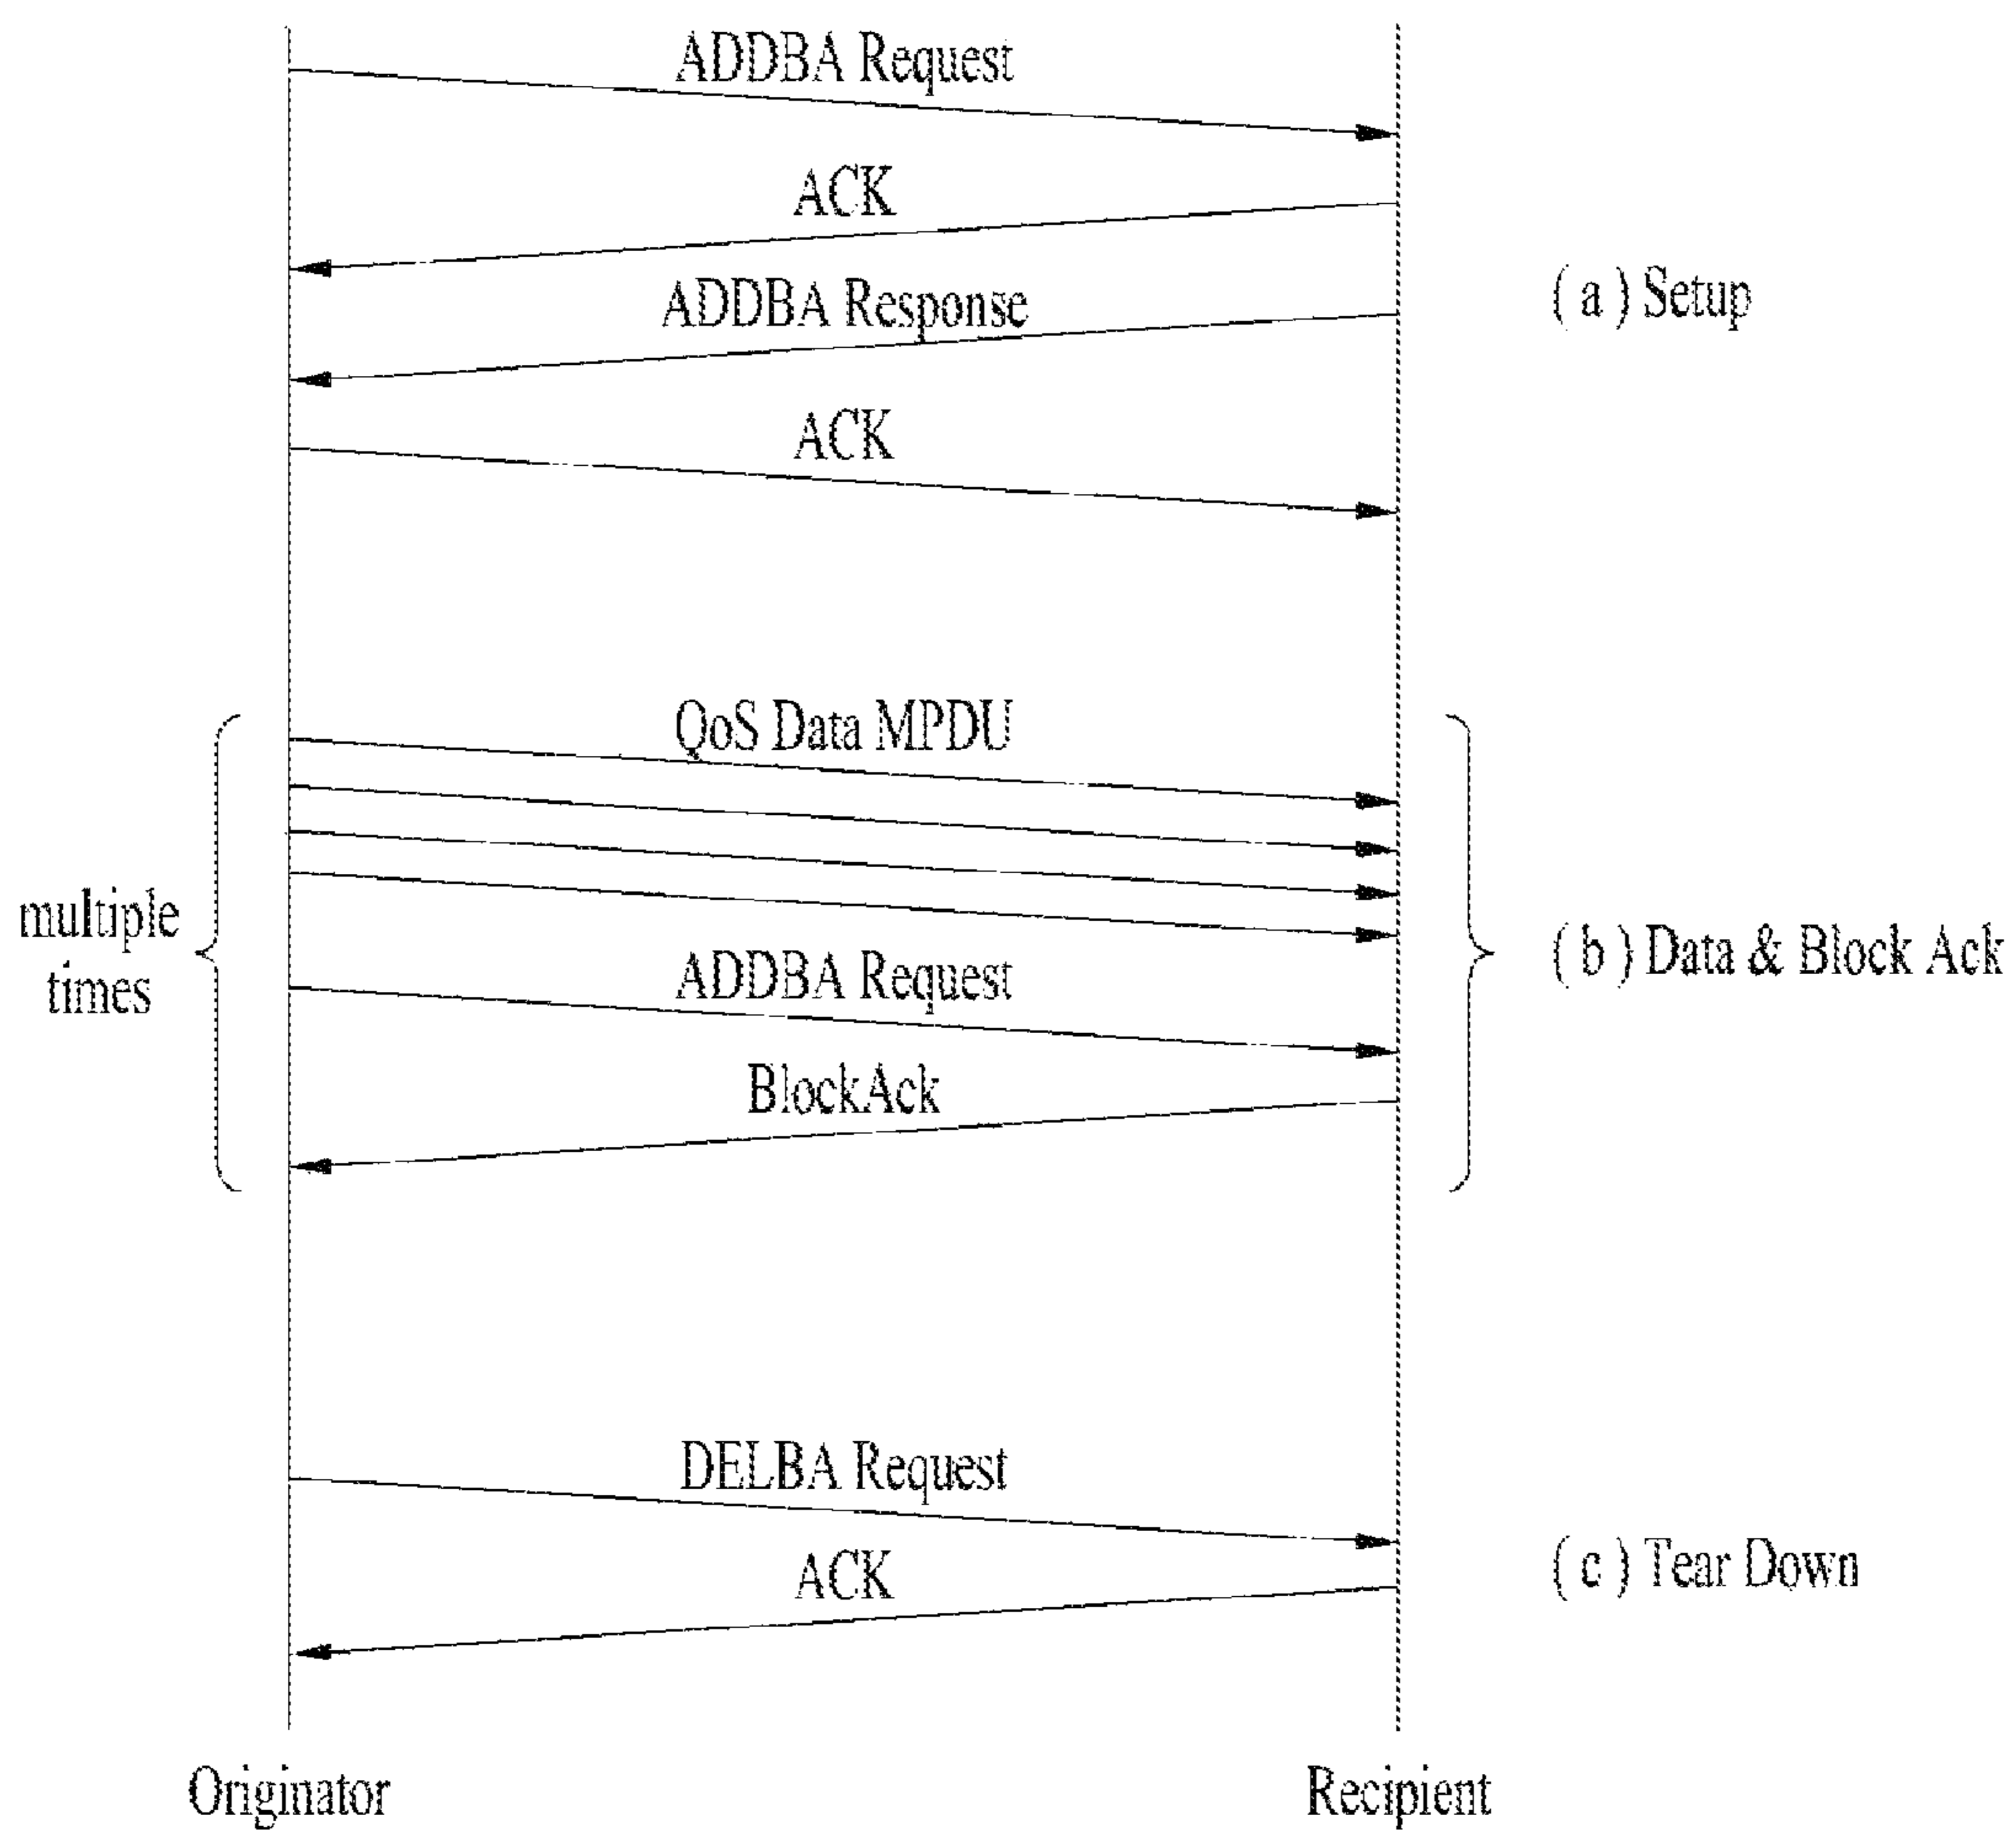 ADDBA Request
ACK
ADDBA Response
( a ) Setup
ACK
QoS Data MPDU
multiple
times
( b ) Data & Block Ack
ADDBA Request
BlockAck
DELBA Request
ACK
( c ) Tear Down
Originator
Recipient